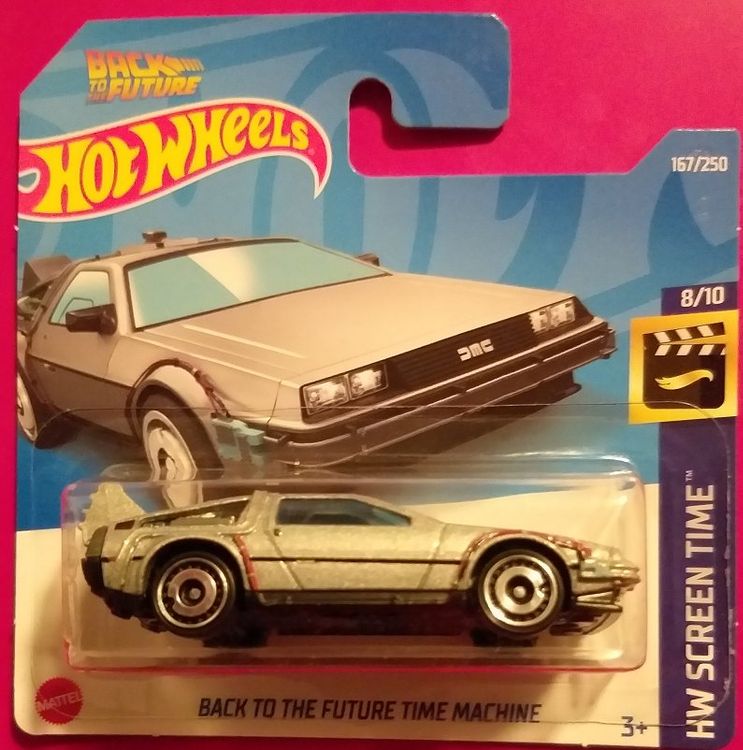 BACK
TO THE FUTURE
HOT WHEELS
167/250
8/10
DMC
HW SCREEN TIME™
MATTEL
BACK TO THE FUTURE TIME MACHINE
3+